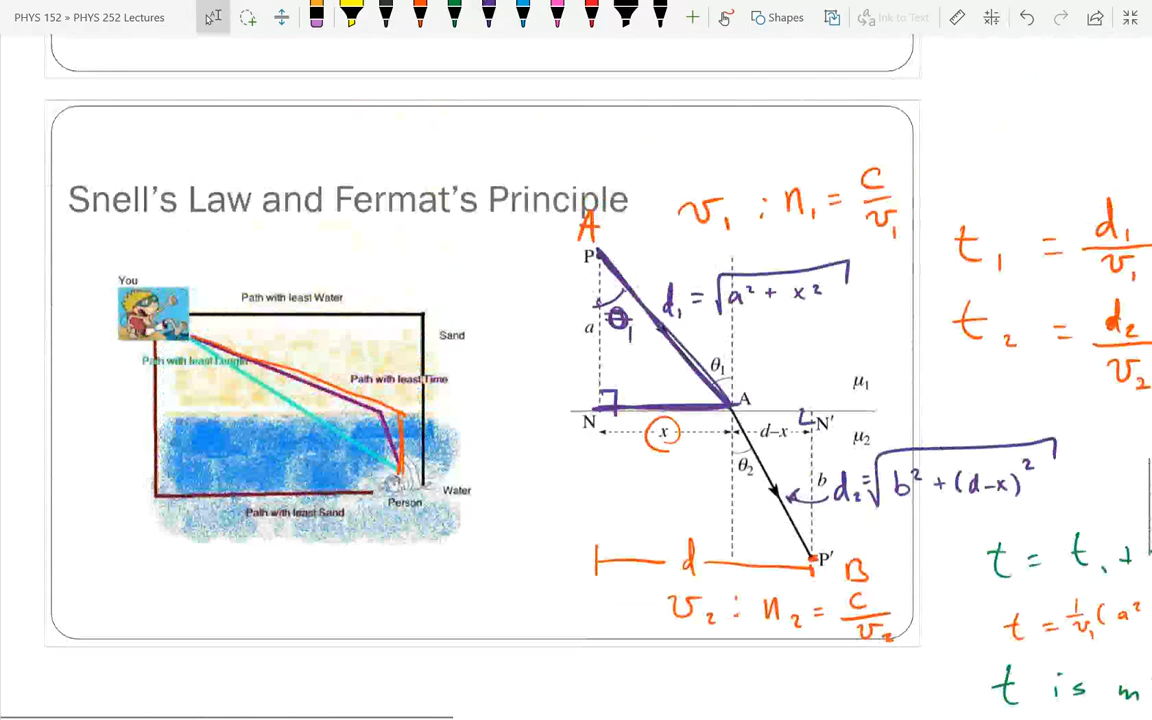 PHYS 152 » PHYS 252 Lectures
Shapes
Ink to Text
Snell's Law and Fermat's Principle
v₁ : n₁ = c/v₁
t₁ = d₁/v₁
t₂ = d₂/v₂
You
Path with least Water
Sand
Path with least Length
Path with least Time
Water
Person
Path with least Sand
A
P
d₁ = √a² + x²
a
θ₁
θ₁
A
μ₁
N
x
d–x
N'
μ₂
θ₂
b
d₂ = √b² + (d-x)²
P'
B
d
v₂ : n₂ = c/v₂
t = t₁ +
t = 1/v₁ (a²
t is m